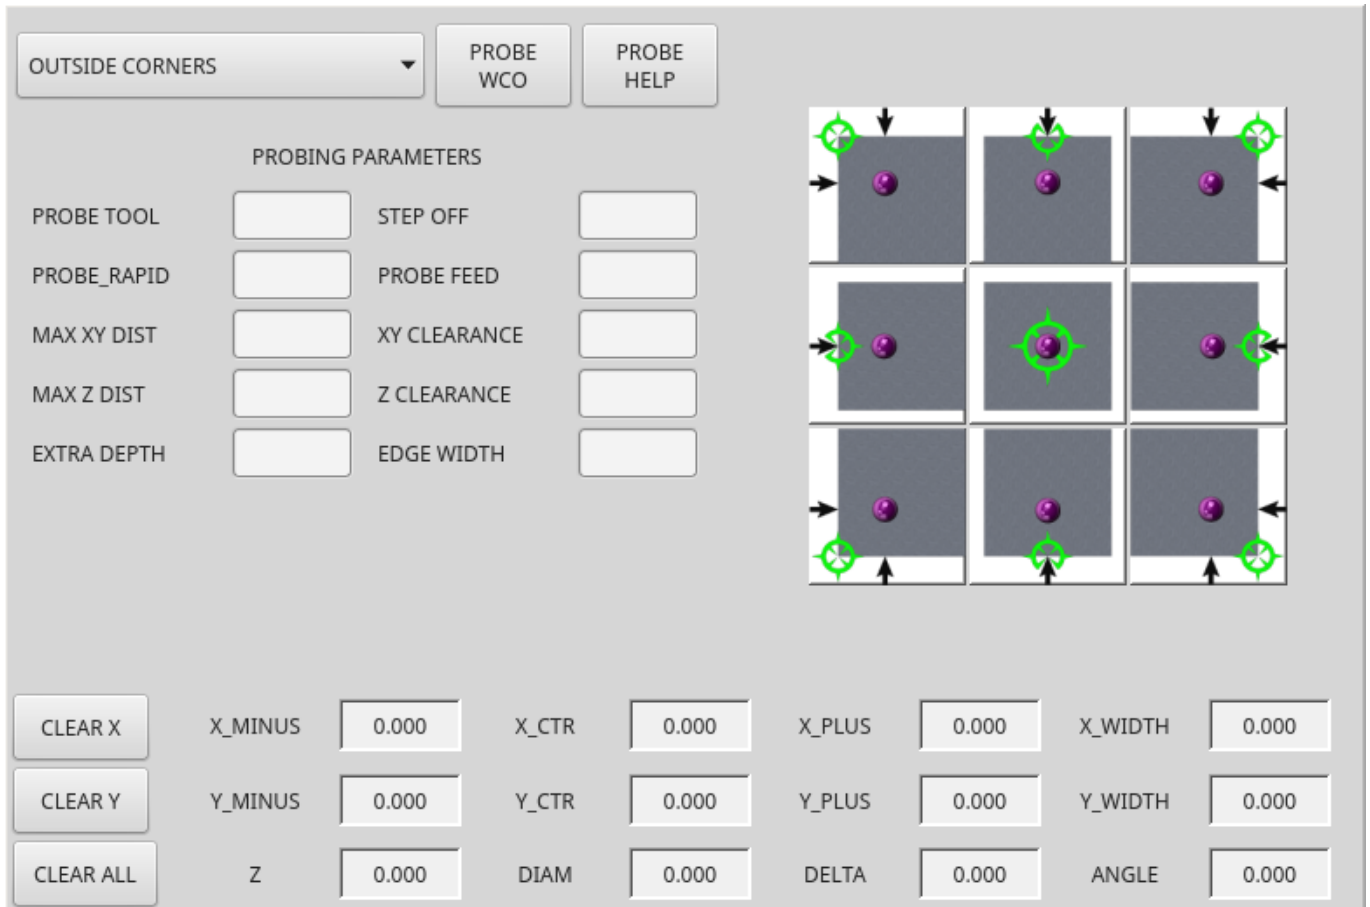 OUTSIDE CORNERS
PROBE
WCO
PROBE
HELP
PROBING PARAMETERS
PROBE TOOL
STEP OFF
PROBE_RAPID
PROBE FEED
MAX XY DIST
XY CLEARANCE
MAX Z DIST
Z CLEARANCE
EXTRA DEPTH
EDGE WIDTH
CLEAR X
X_MINUS
0.000
X_CTR
0.000
X_PLUS
0.000
X_WIDTH
0.000
CLEAR Y
Y_MINUS
0.000
Y_CTR
0.000
Y_PLUS
0.000
Y_WIDTH
0.000
CLEAR ALL
Z
0.000
DIAM
0.000
DELTA
0.000
ANGLE
0.000